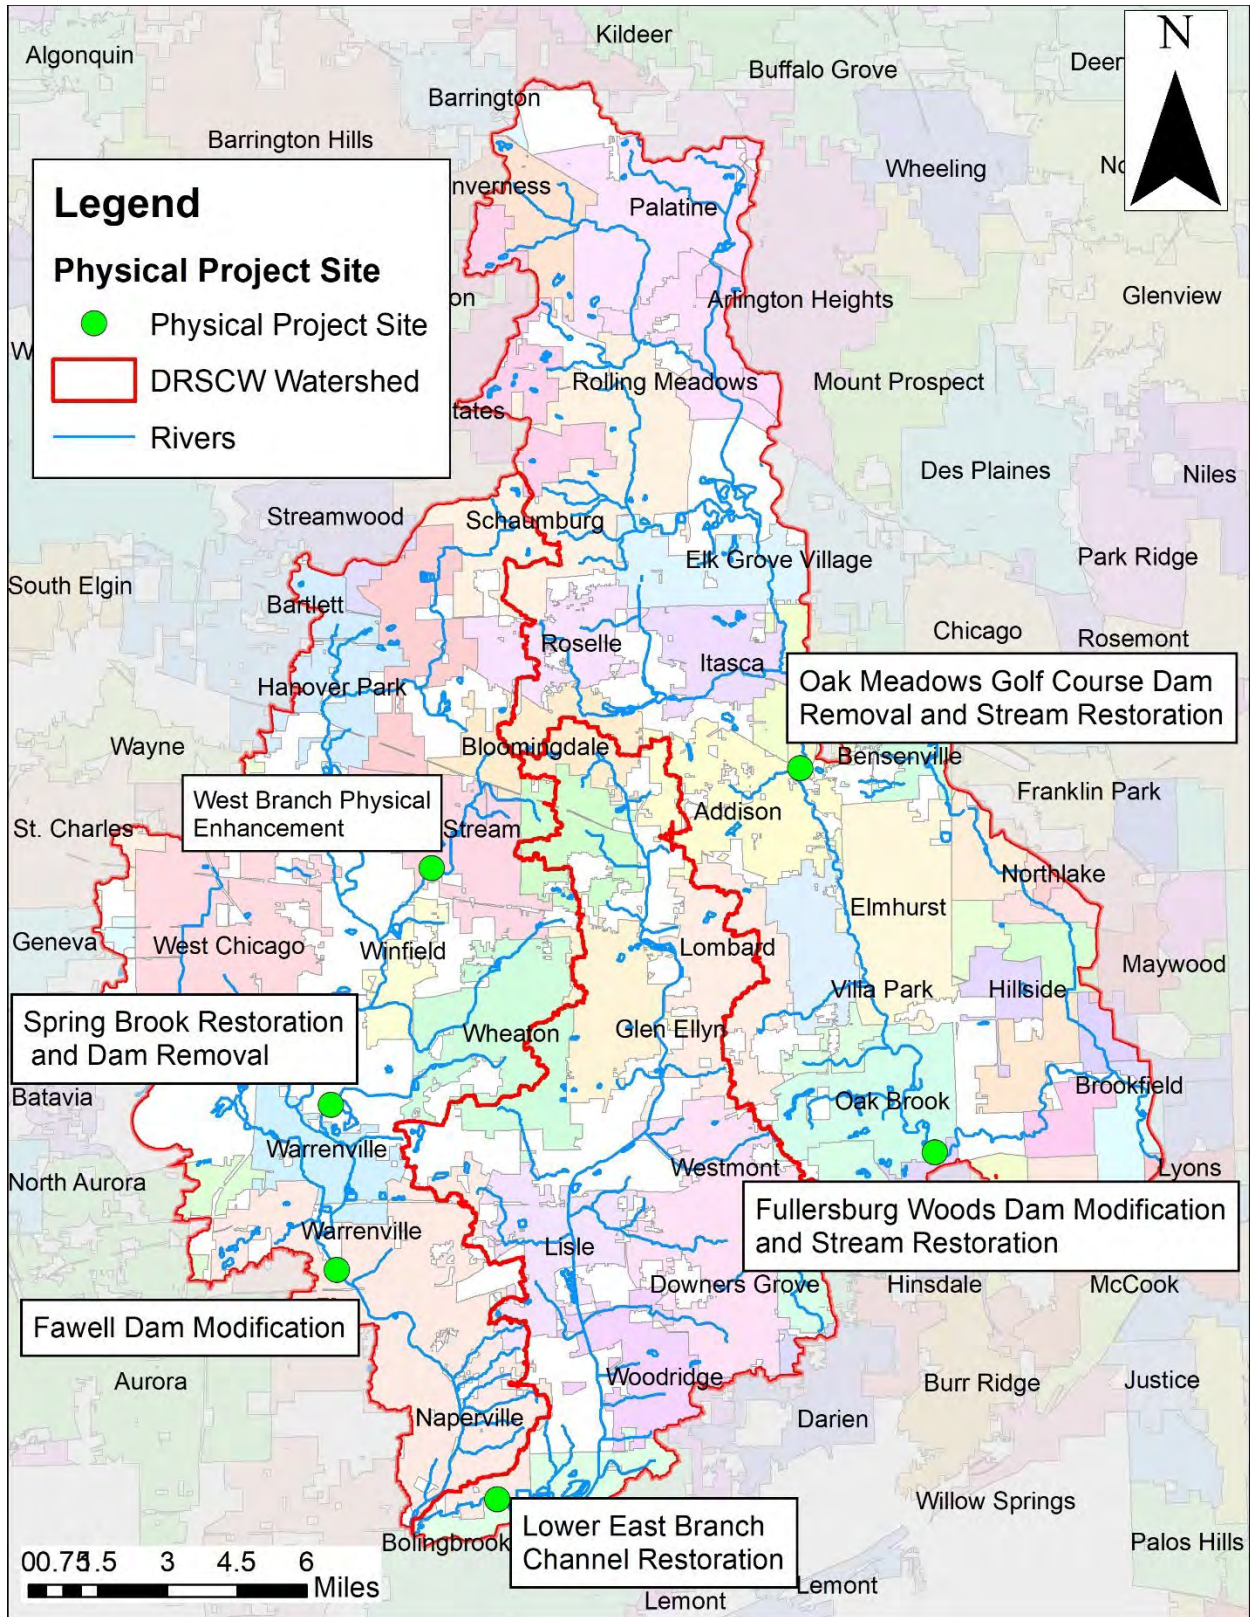 Kildeer
Algonquin
Deer
Buffalo Grove
Barrington
N
Barrington Hills
Wheeling
No
Legend
nverness
Palatine
Physical Project Site
Physical Project Site
DRSCW Watershed
Rivers
on
Arlington Heights
Glenview
W
Rolling Meadows
Mount Prospect
tates
Des Plaines
Niles
Streamwood
Schaumburg
Elk Grove Village
Park Ridge
South Elgin
Bartlett
Chicago
Rosemont
Roselle
Itasca
Hanover Park
Oak Meadows Golf Course Dam
Removal and Stream Restoration
Wayne
Bloomingdale
Bensenville
Franklin Park
West Branch Physical
Enhancement
Addison
St. Charles
Stream
Northlake
Elmhurst
Geneva
West Chicago
Winfield
Lombard
Maywood
Villa Park
Hillside
Spring Brook Restoration
and Dam Removal
Wheaton
Glen Ellyn
Batavia
Oak Brook
Brookfield
Warrenville
Westmont
Lyons
North Aurora
Fullersburg Woods Dam Modification
and Stream Restoration
Warrenville
Lisle
Downers Grove
Hinsdale
McCook
Fawell Dam Modification
Aurora
Woodridge
Burr Ridge
Justice
Naperville
Darien
Willow Springs
Lower East Branch
Channel Restoration
Bolingbrook
Palos Hills
00.751.5 3 4.5 6
Miles
Lemont
Lemont